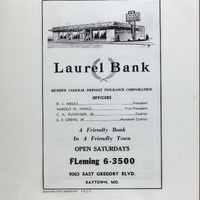 Laurel Bank
MEMBER FEDERAL DEPOSIT INSURANCE CORPORATION
OFFICERS
President
Vice-President
Cashier
Assistant Cashier
A Friendly Bank
In A Friendly Town
OPEN SATURDAYS
FLeming 6-3500
9063 EAST GREGORY BLVD.
RAYTOWN, MO.